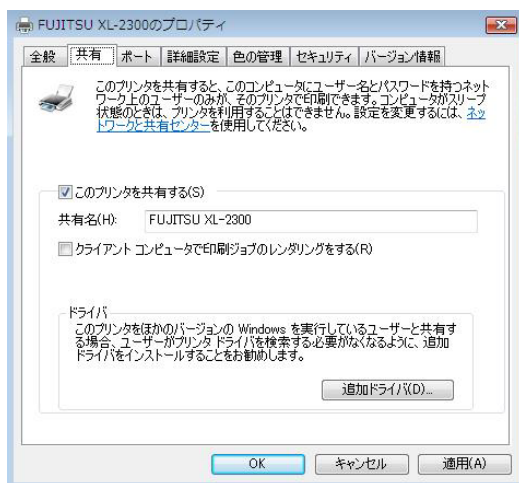 FUJITSU XL-2300のプロパティ
全般 共有 ポート 詳細設定 色の管理 セキュリティ バージョン情報
このプリンタを共有すると、このコンピュータにユーザー名とパスワードを持つネット
ワーク上のユーザーのみが、そのプリンタで印刷できます。コンピュータがスリープ
状態のときは、プリンタを利用することはできません。設定を変更するには、ネッ
トワークと共有センターを使用してください。
このプリンタを共有する(S)
共有名(H): FUJITSU XL-2300
クライアント コンピュータで印刷ジョブのレンダリングをする(R)
ドライバ
このプリンタをほかのバージョンの Windows を実行しているユーザーと共有す
る場合、ユーザーがプリンタ ドライバを検索する必要がなくなるように、追加
ドライバをインストールすることをお勧めします。
追加ドライバ(D)...
OK キャンセル 適用(A)